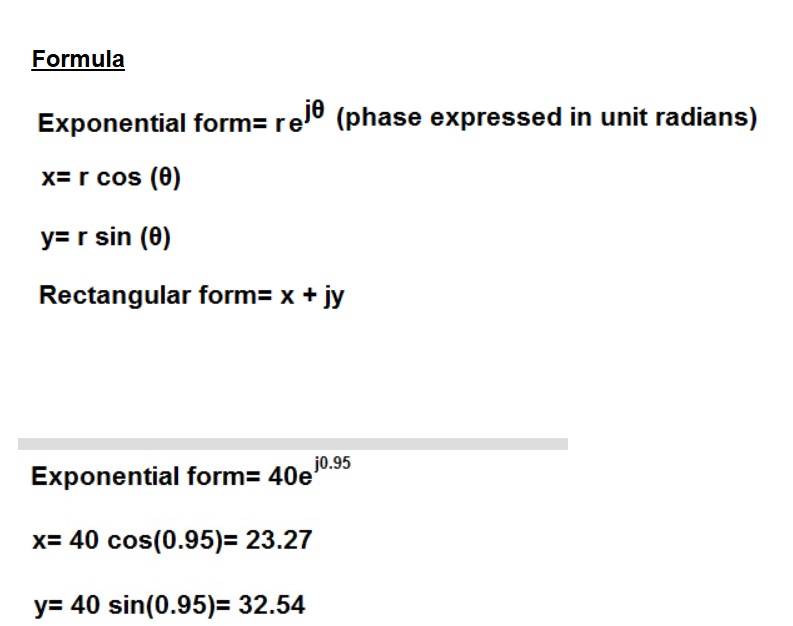 Formula
Exponential form= re^jθ (phase expressed in unit radians)
x= r cos (θ)
y= r sin (θ)
Rectangular form= x + jy
Exponential form= 40e^j0.95
x= 40 cos(0.95)= 23.27
y= 40 sin(0.95)= 32.54